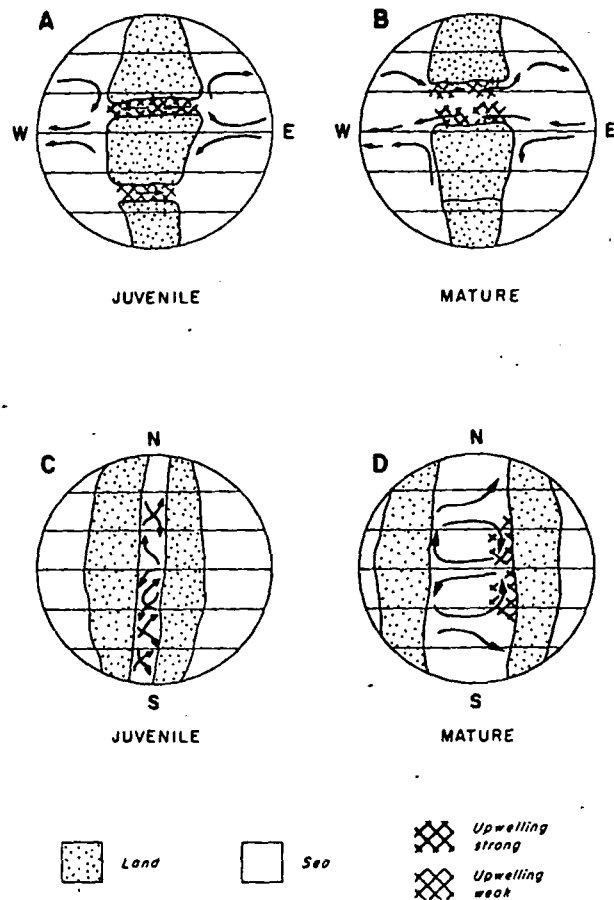 A B
W E W E
JUVENILE MATURE
N N
C D
S S
JUVENILE MATURE
Land Sea Upwelling strong
Upwelling weak